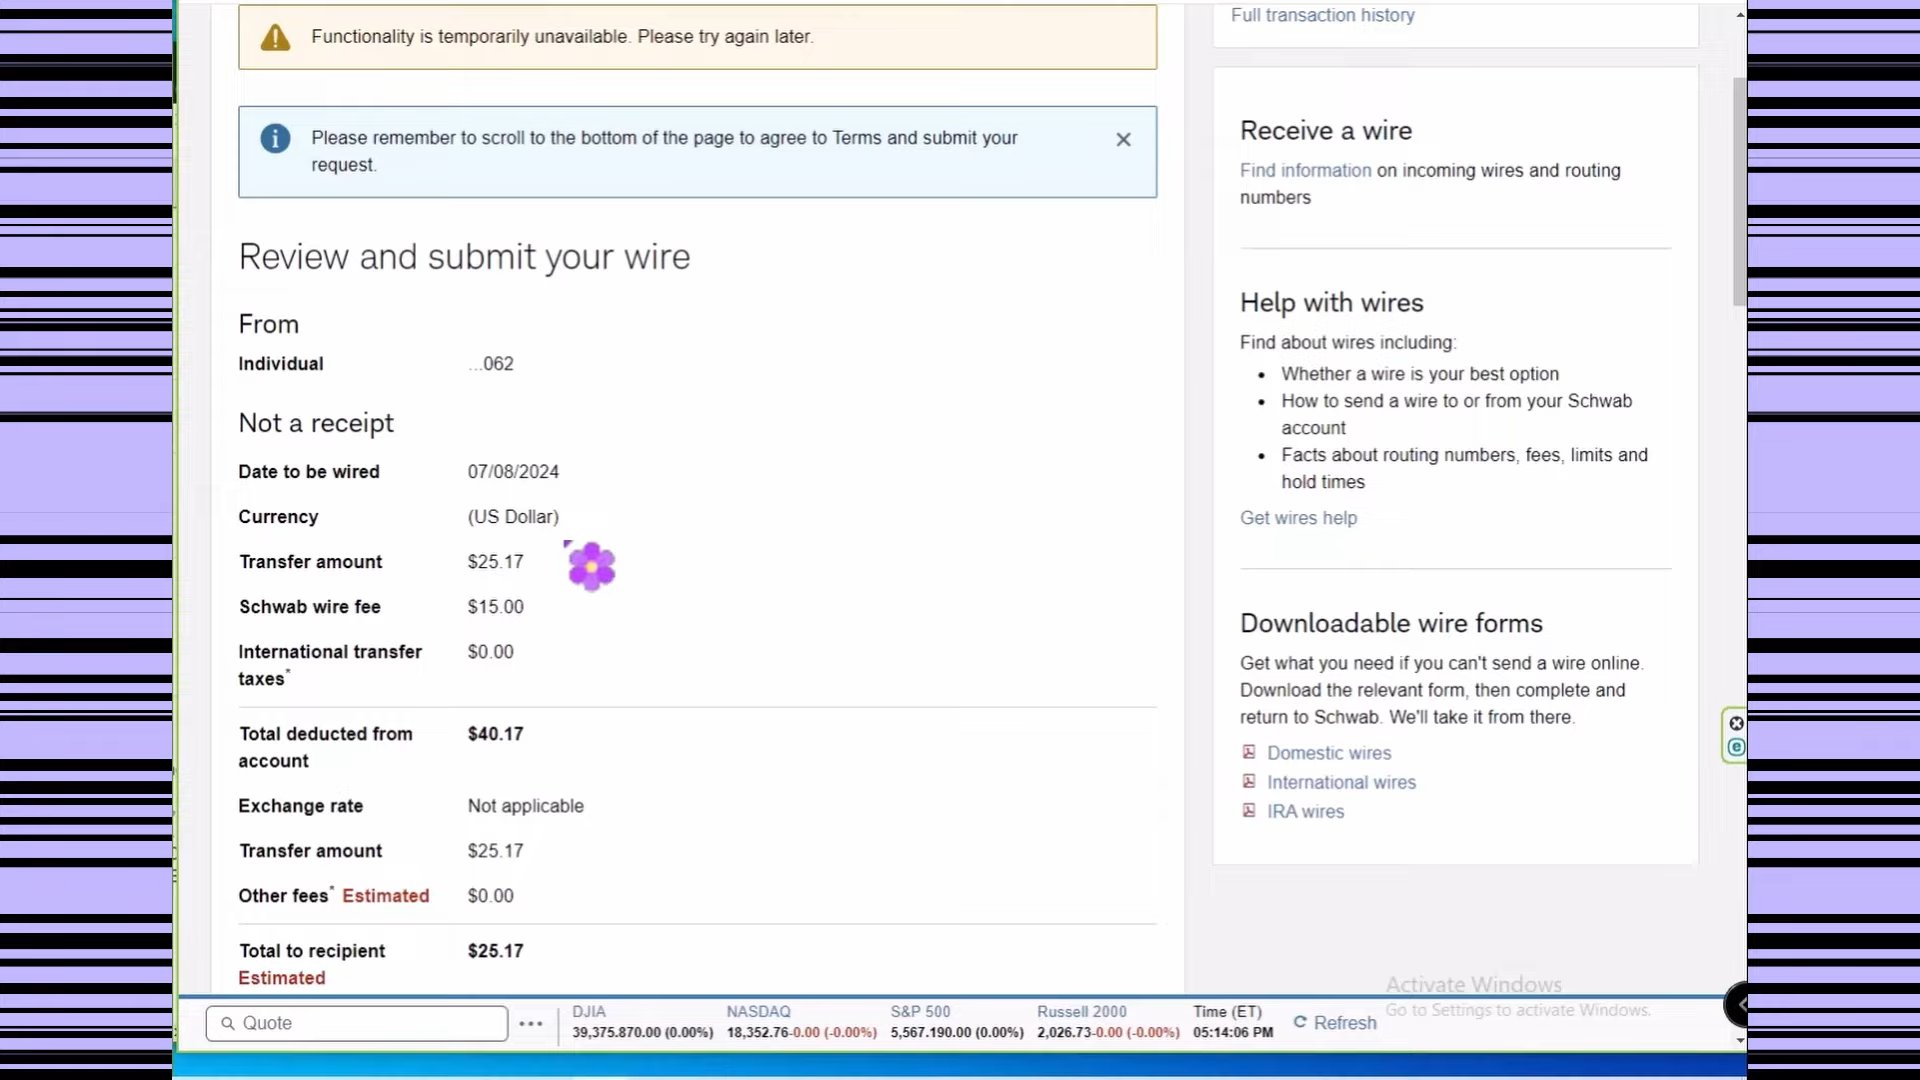 Functionality is temporarily unavailable. Please try again later.
Please remember to scroll to the bottom of the page to agree to Terms and submit your
request.
Review and submit your wire
From
Individual ...062
Not a receipt
Date to be wired 07/08/2024
Currency (US Dollar)
Transfer amount $25.17
Schwab wire fee $15.00
International transfer
taxes* $0.00
Total deducted from
account $40.17
Exchange rate Not applicable
Transfer amount $25.17
Other fees* Estimated $0.00
Total to recipient $25.17
Estimated
Full transaction history
Receive a wire
Find information on incoming wires and routing
numbers
Help with wires
Find about wires including:
• Whether a wire is your best option
• How to send a wire to or from your Schwab
account
• Facts about routing numbers, fees, limits and
hold times
Get wires help
Downloadable wire forms
Get what you need if you can't send a wire online.
Download the relevant form, then complete and
return to Schwab. We'll take it from there.
Domestic wires
International wires
IRA wires
Activate Windows
Go to Settings to activate Windows.
Quote
DJIA NASDAQ S&P 500 Russell 2000 Time (ET)
39,375.870.00 (0.00%) 18,352.76-0.00 (-0.00%) 5,567.190.00 (0.00%) 2,026.73-0.00 (-0.00%) 05:14:06 PM
Refresh